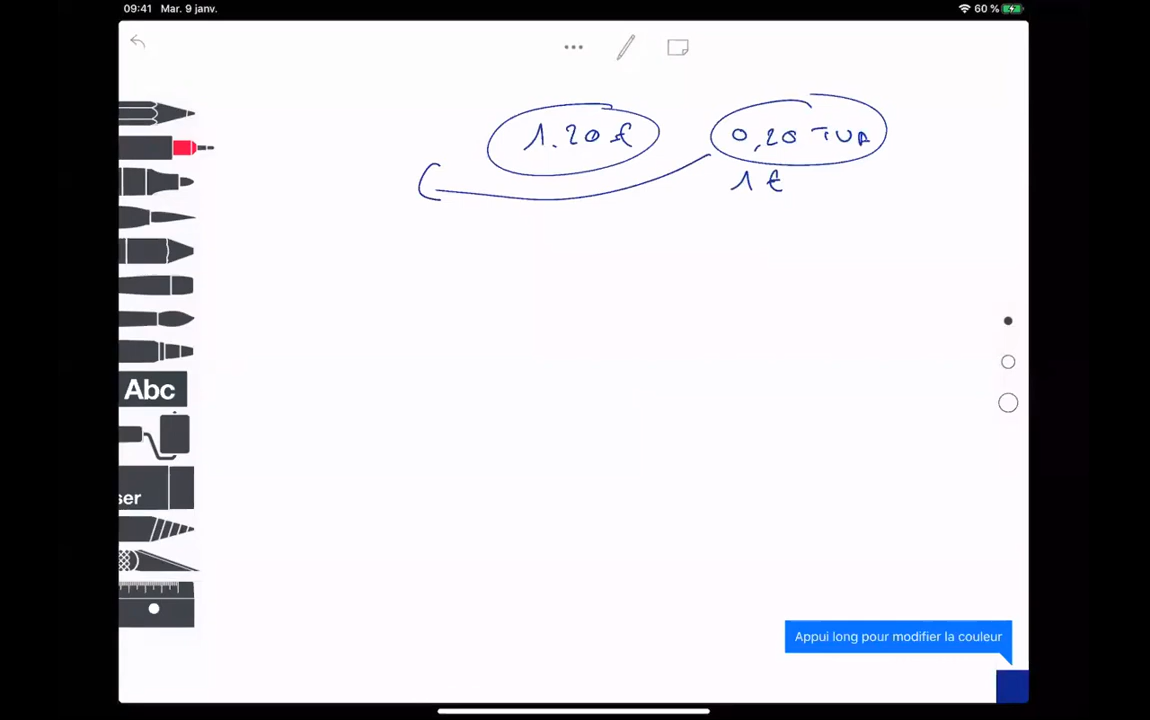 09:41 Mar. 9 janv.
60 %
1.20 € 0,20 TVA
1 €
Abc
ser
Appui long pour modifier la couleur